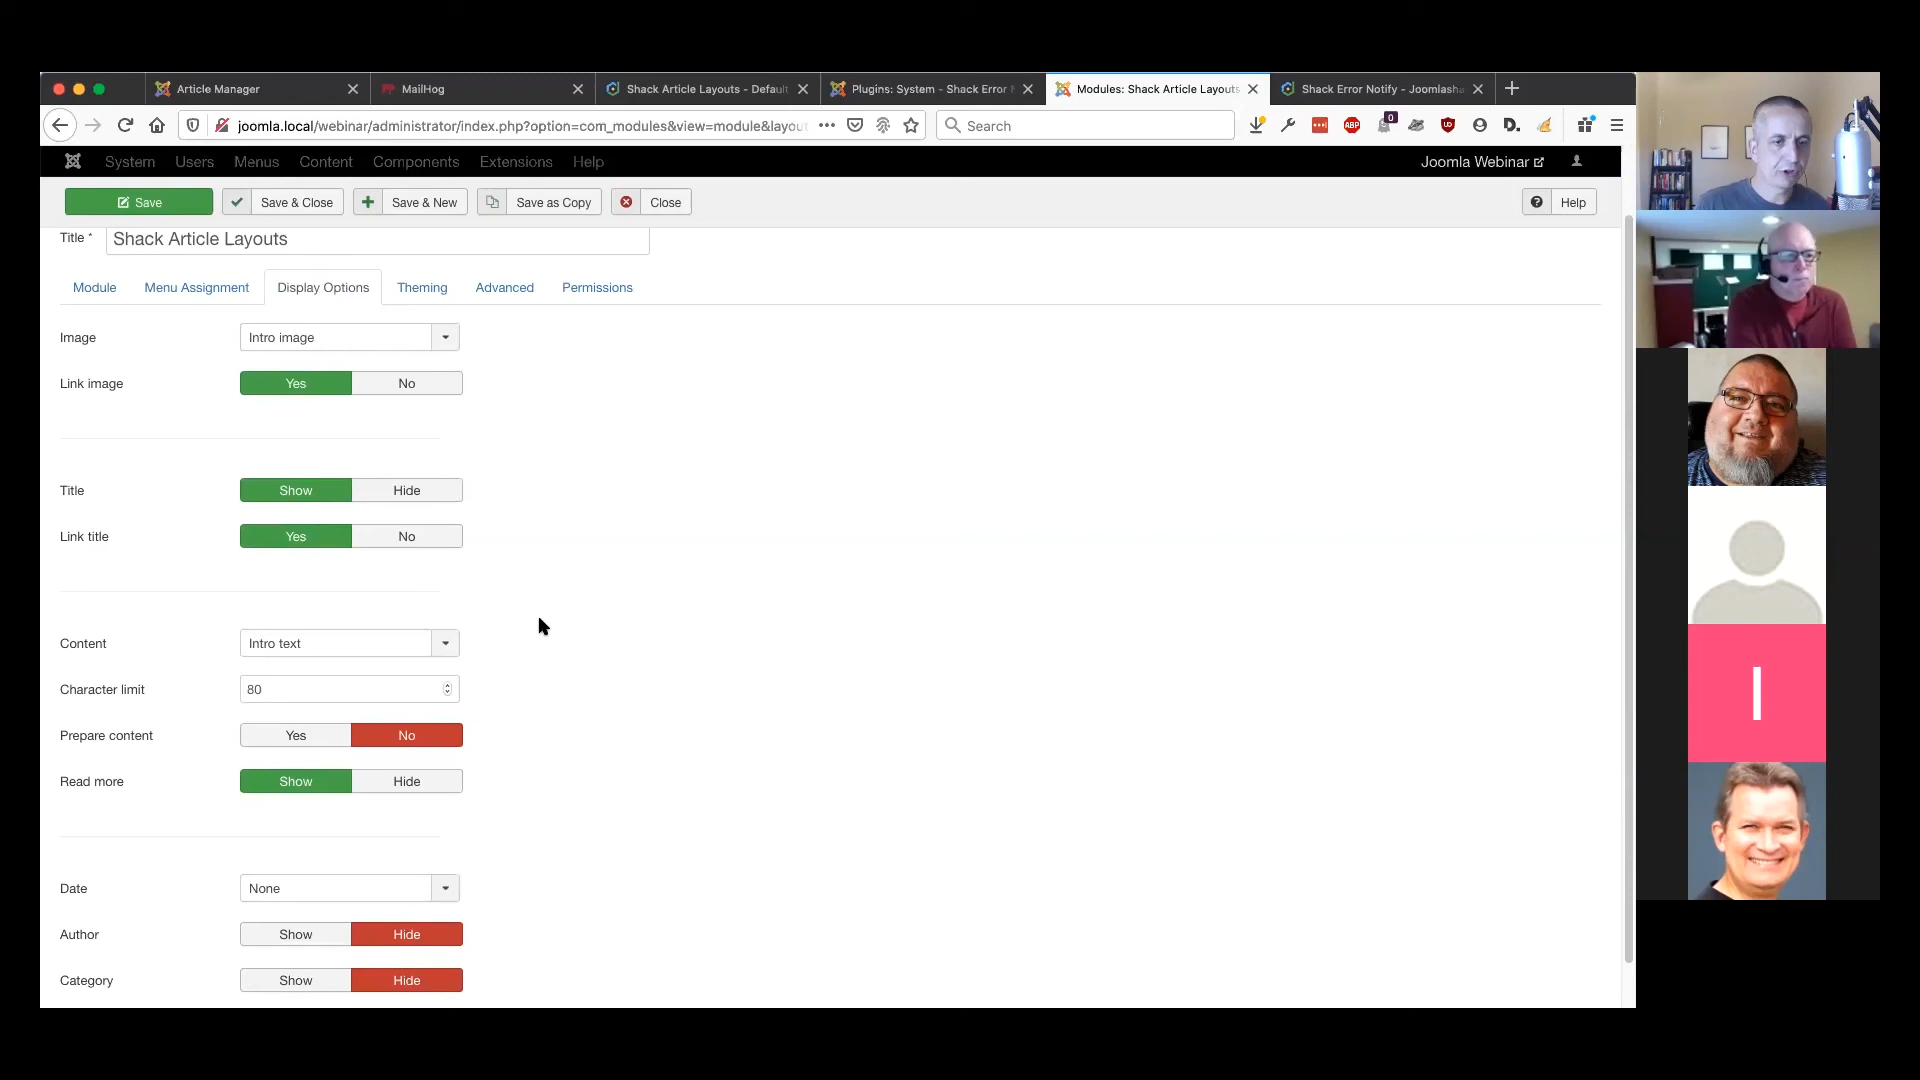 Article Manager
MailHog
Shack Article Layouts - Default
Plugins: System - Shack Error N
Modules: Shack Article Layouts
Shack Error Notify - Joomlasha
joomla.local/webinar/administrator/index.php?option=com_modules&view=module&layou
Search
ABP
0
D.
System
Users
Menus
Content
Components
Extensions
Help
Joomla Webinar
Save
Save & Close
Save & New
Save as Copy
Close
Help
Title *
Shack Article Layouts
Module
Menu Assignment
Display Options
Theming
Advanced
Permissions
Image
Intro image
Link image
Yes
No
Title
Show
Hide
Link title
Yes
No
Content
Intro text
Character limit
80
Prepare content
Yes
No
Read more
Show
Hide
Date
None
Author
Show
Hide
Category
Show
Hide
I